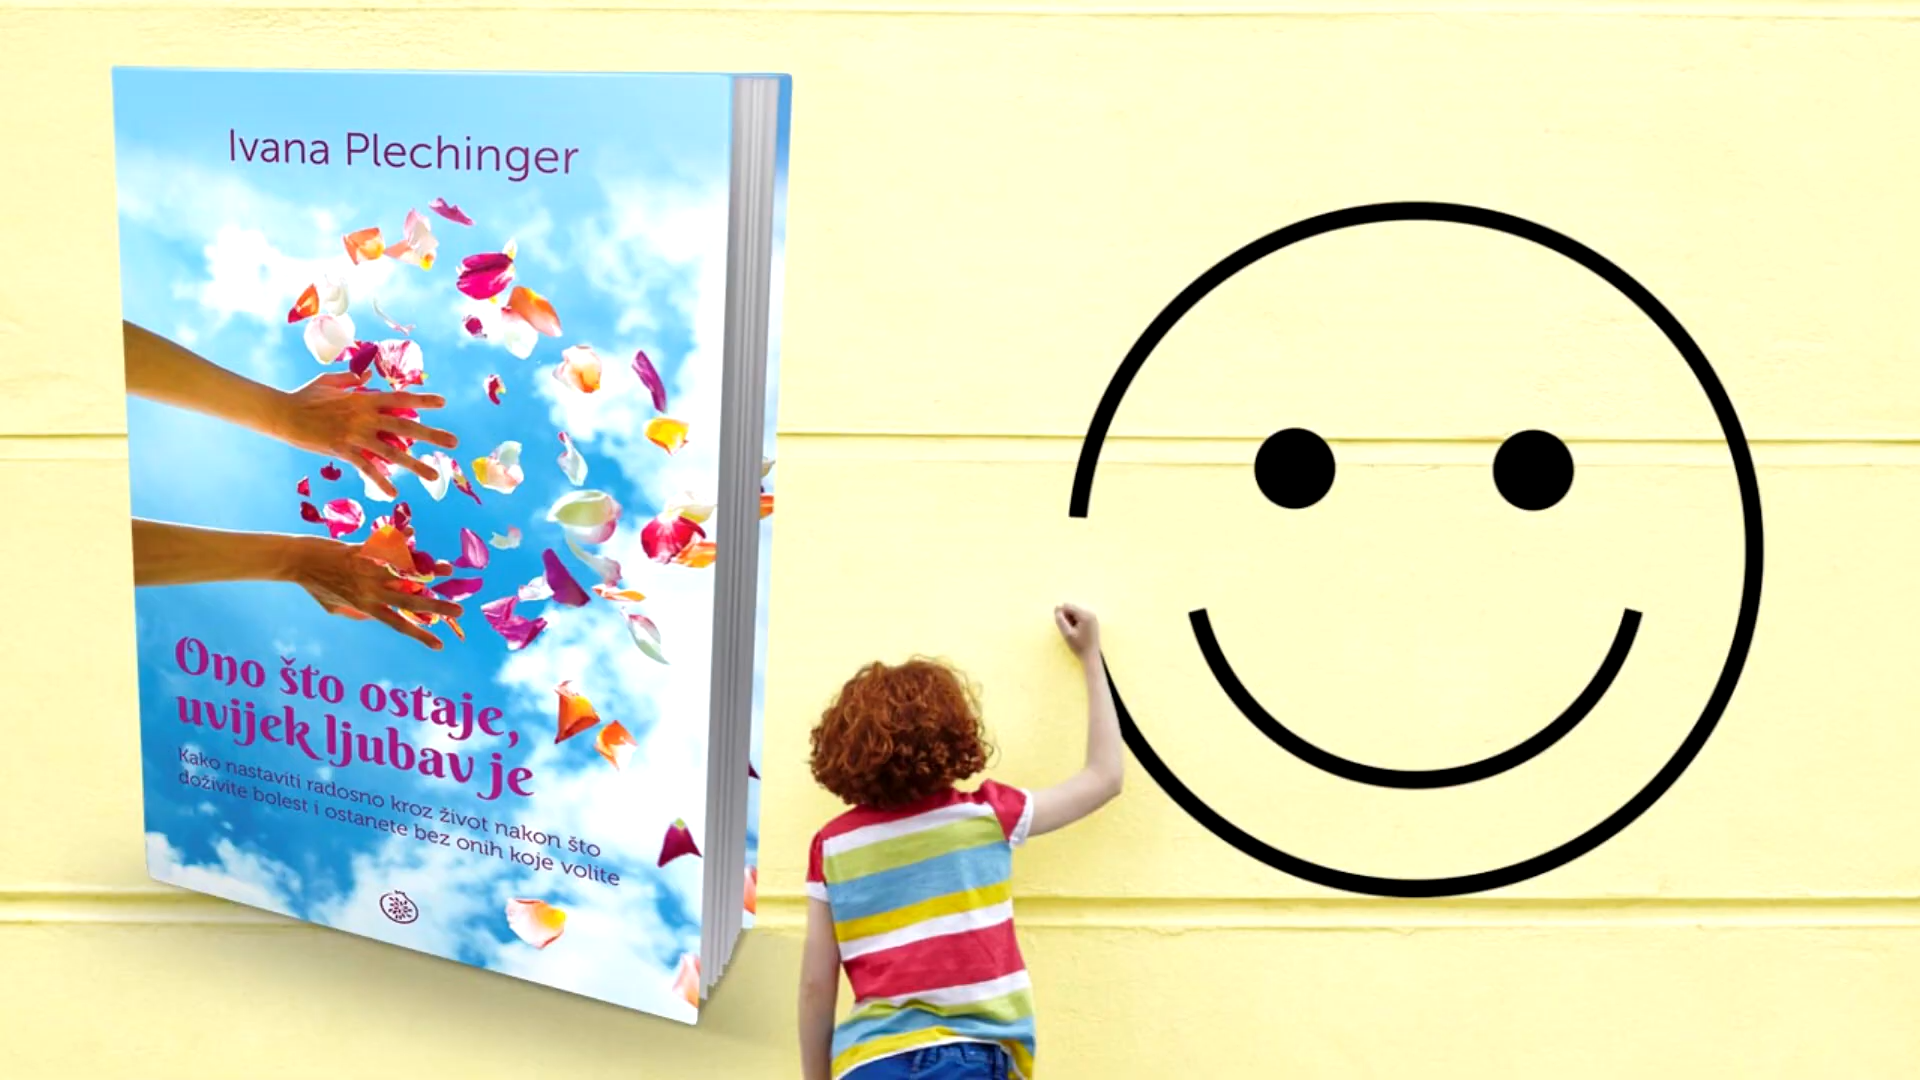 Ivana Plechinger
Ono što ostaje,
uvijek ljubav je
Kako nastaviti radosno kroz život nakon što
doživite bolest i ostanete bez onih koje volite